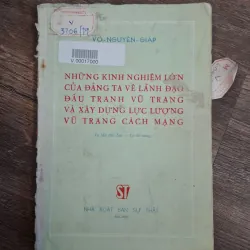 V
VV00017985
VÕ-NGUYÊN-GIÁP
NHỮNG KINH NGHIỆM LỚN
CỦA ĐẢNG TA VỀ LÃNH ĐẠO
ĐẤU TRANH VŨ TRANG
VÀ XÂY DỰNG LỰC LƯỢNG
VŨ TRANG CÁCH MẠNG
ST
NHÀ XUẤT BẢN SỰ THẬT